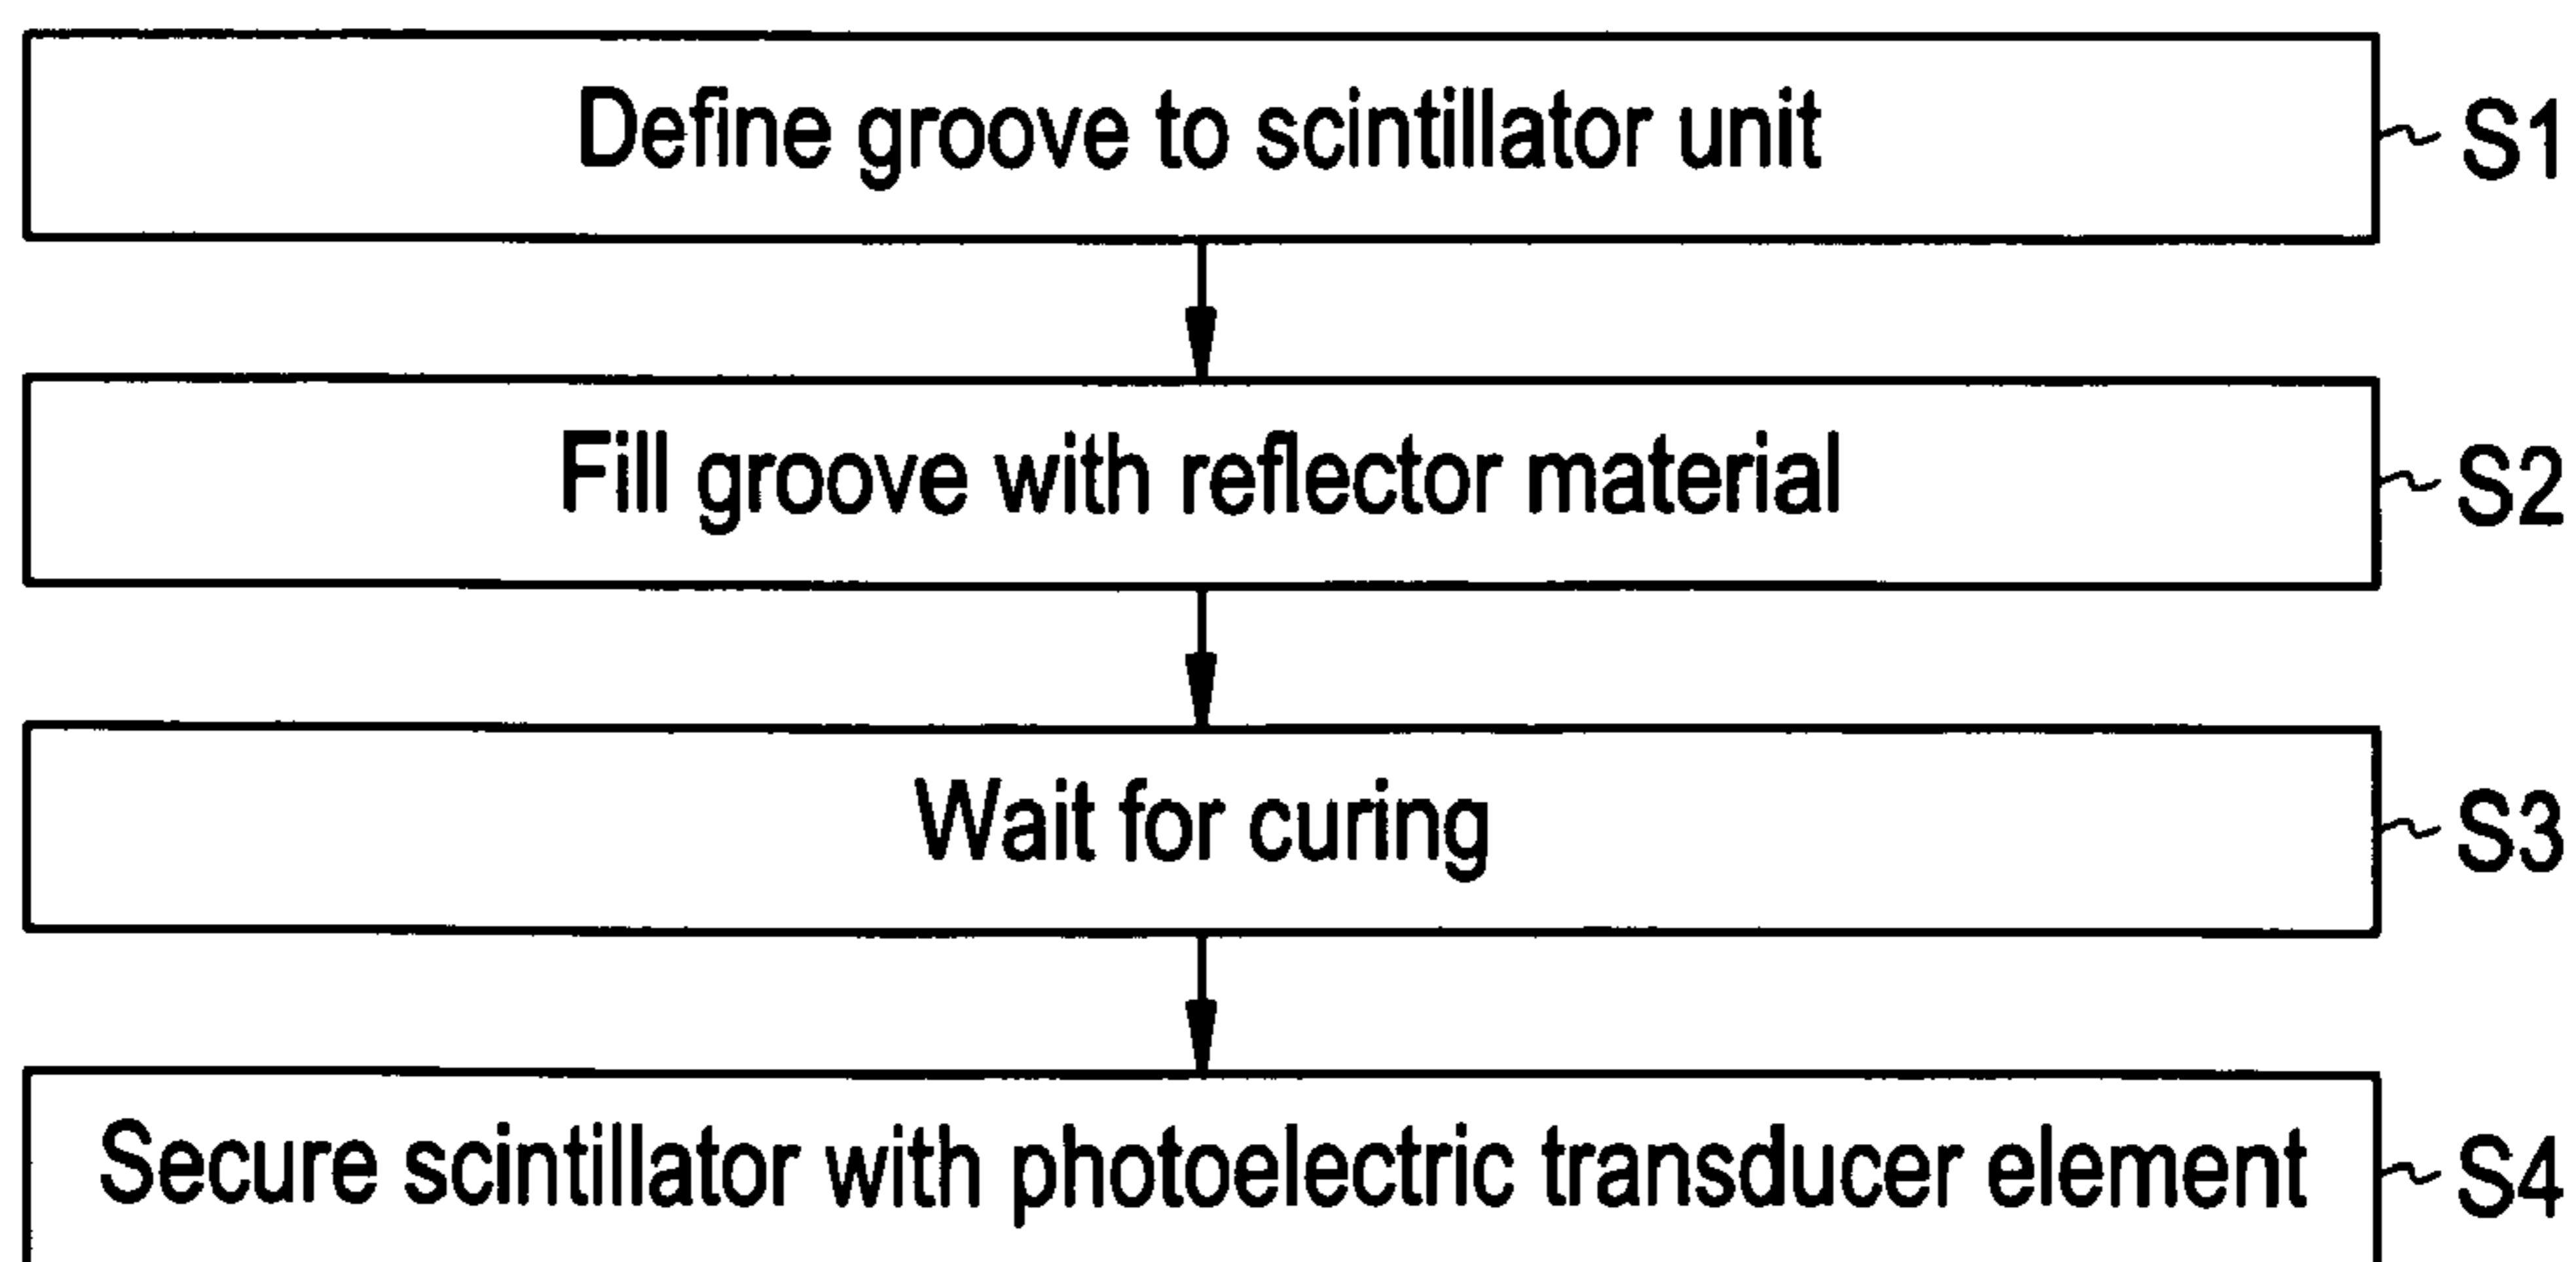 Define groove to scintillator unit S1
Fill groove with reflector material S2
Wait for curing S3
Secure scintillator with photoelectric transducer element S4